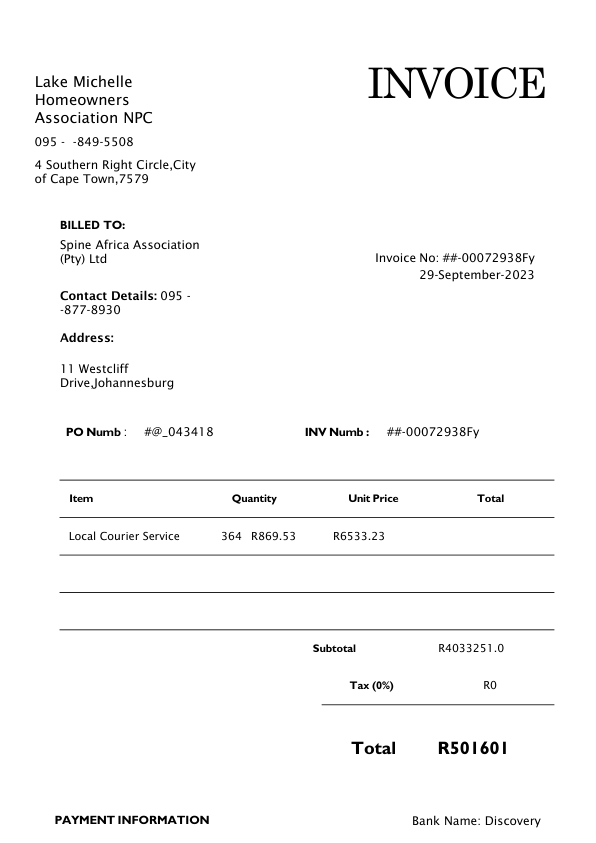 INVOICE
Lake Michelle
Homeowners
Association NPC
095 -  -849-5508
4 Southern Right Circle,City
of Cape Town,7579
BILLED TO:
Spine Africa Association
(Pty) Ltd
Invoice No: ##-00072938Fy
29-September-2023
Contact Details: 095 -
-877-8930
Address:
11 Westcliff
Drive,Johannesburg
PO Numb : #@_043418 INV Numb : ##-00072938Fy
Item Quantity Unit Price Total
Local Courier Service 364 R869.53 R6533.23
Subtotal R4033251.0
Tax (0%) R0
Total R501601
PAYMENT INFORMATION Bank Name: Discovery